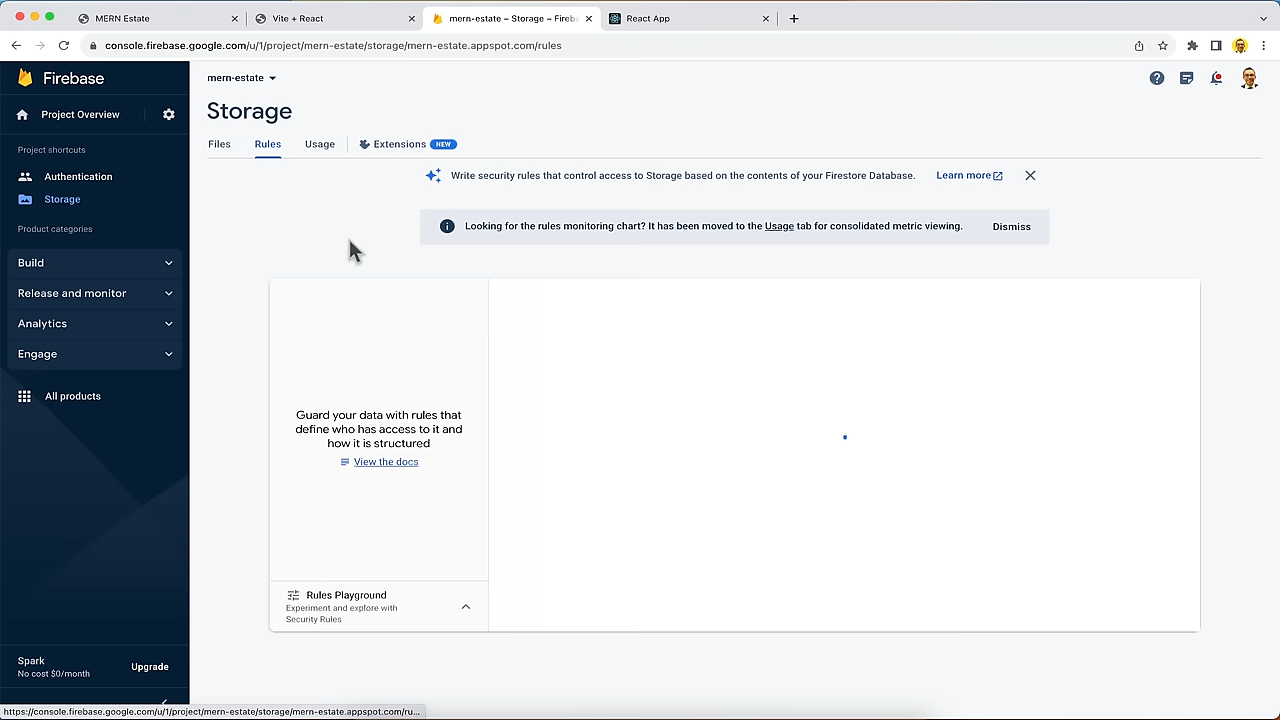 MERN Estate
Vite + React
mern-estate – Storage – Fireb
React App
console.firebase.google.com/u/1/project/mern-estate/storage/mern-estate.appspot.com/rules
Firebase
mern-estate
Project Overview
Storage
Files
Rules
Usage
Extensions
NEW
Project shortcuts
Authentication
Storage
Write security rules that control access to Storage based on the contents of your Firestore Database.
Learn more
Product categories
Looking for the rules monitoring chart? It has been moved to the Usage tab for consolidated metric viewing.
Dismiss
Build
Release and monitor
Analytics
Engage
All products
Guard your data with rules that
define who has access to it and
how it is structured
View the docs
Rules Playground
Experiment and explore with
Security Rules
Spark
No cost $0/month
Upgrade
https://console.firebase.google.com/u/1/project/mern-estate/storage/mern-estate.appspot.com/ru...